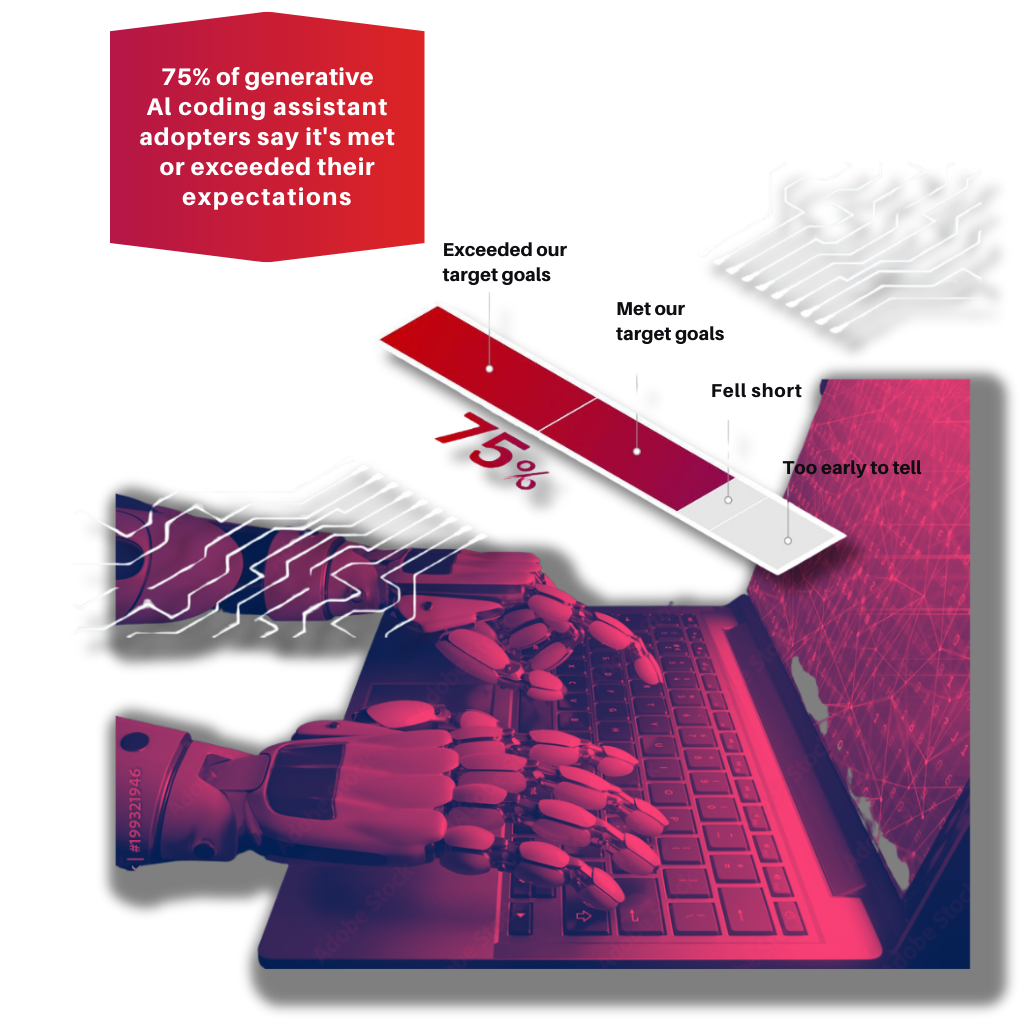 75% of generative
AI coding assistant
adopters say it's met
or exceeded their
expectations
Exceeded our
target goals
Met our
target goals
Fell short
Too early to tell
75%
| #199321946
Adobe Stock